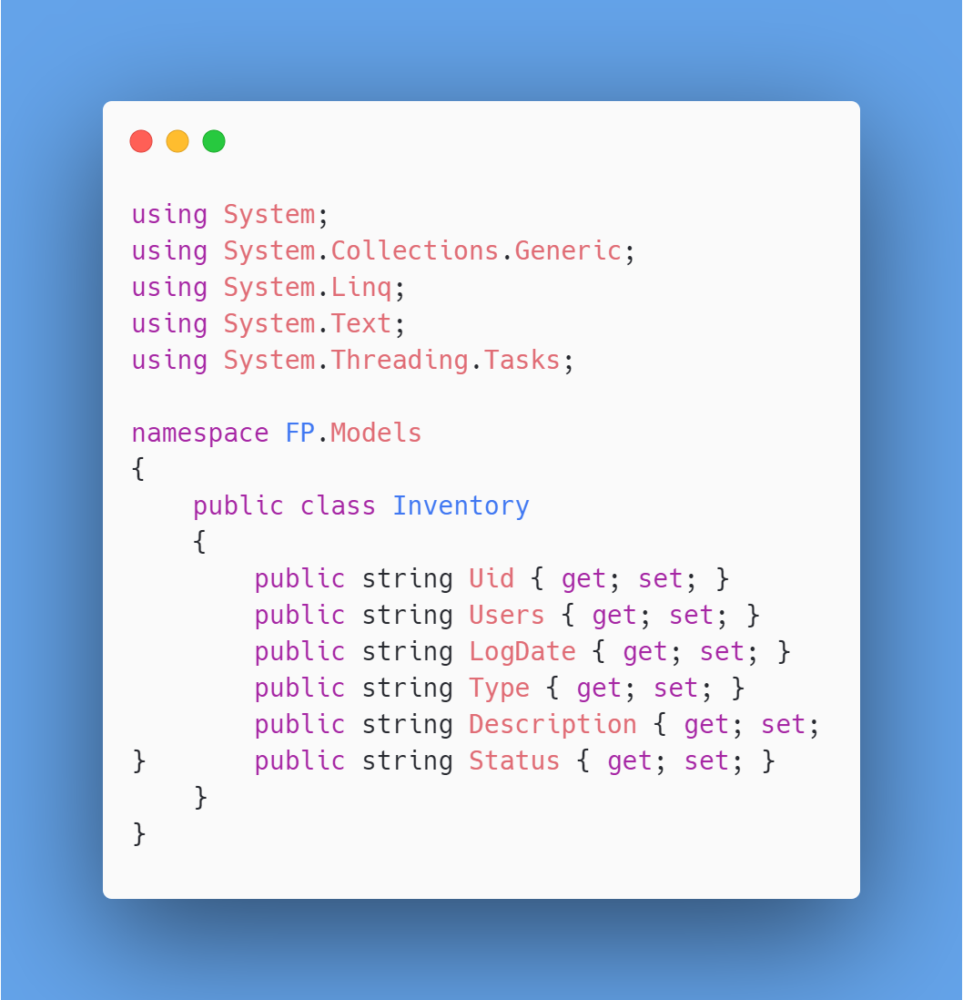 using System;
using System.Collections.Generic;
using System.Linq;
using System.Text;
using System.Threading.Tasks;

namespace FP.Models
{
    public class Inventory
    {
        public string Uid { get; set; }
        public string Users { get; set; }
        public string LogDate { get; set; }
        public string Type { get; set; }
        public string Description { get; set;
}       public string Status { get; set; }
    }
}